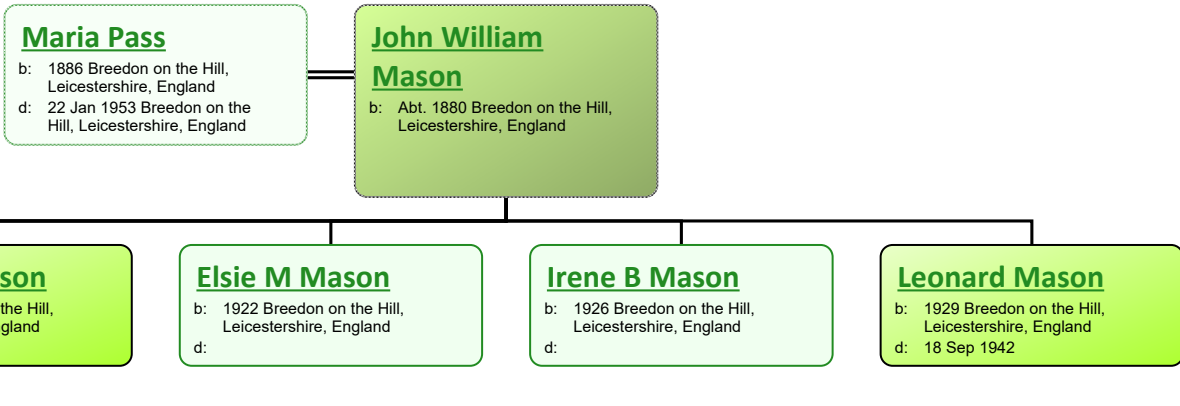 Maria Pass
b: 1886 Breedon on the Hill,
Leicestershire, England
d: 22 Jan 1953 Breedon on the
Hill, Leicestershire, England
John William
Mason
b: Abt. 1880 Breedon on the Hill,
Leicestershire, England
son
the Hill,
gland
Elsie M Mason
b: 1922 Breedon on the Hill,
Leicestershire, England
d:
Irene B Mason
b: 1926 Breedon on the Hill,
Leicestershire, England
d:
Leonard Mason
b: 1929 Breedon on the Hill,
Leicestershire, England
d: 18 Sep 1942